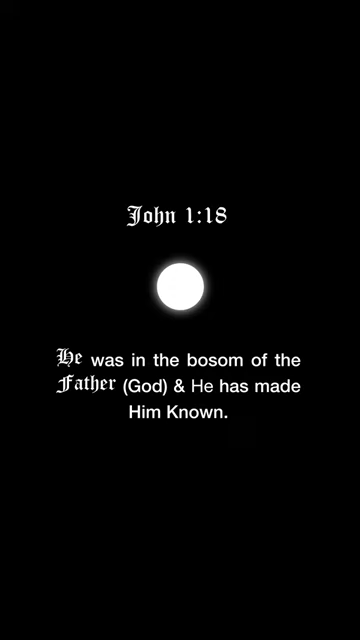 John 1:18
He was in the bosom of the
Father (God) & He has made
Him Known.